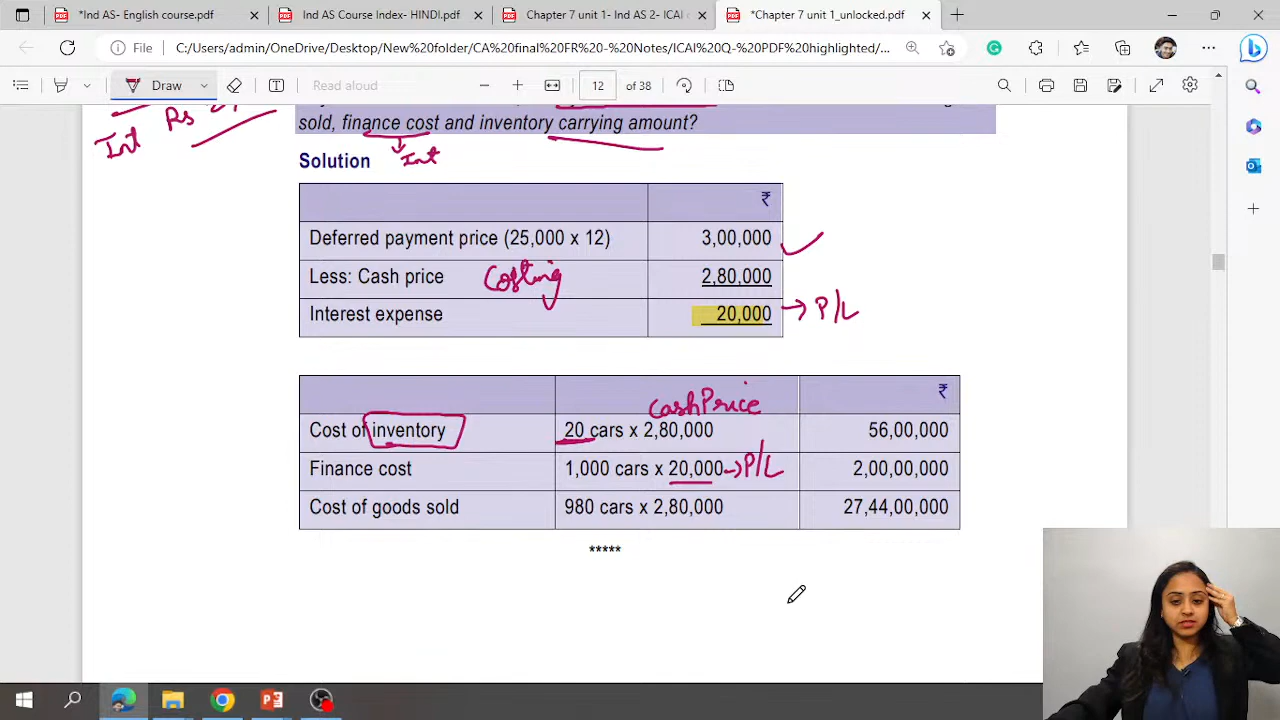 *Ind AS- English course.pdf
Ind AS Course Index- HINDI.pdf
Chapter 7 unit 1- Ind AS 2- ICAI
*Chapter 7 unit 1_unlocked.pdf
File
C:/Users/admin/OneDrive/Desktop/New%20folder/CA%20final%20FR%20-%20Notes/ICAI%20Q-%20PDF%20highlighted/...
Draw
Read aloud
12 of 38
Int Rs
sold, finance cost and inventory carrying amount?
Int
Solution
₹
Deferred payment price (25,000 x 12) 3,00,000
Less: Cash price Costing 2,80,000
Interest expense 20,000 → P/L
₹
Cash Price
Cost of inventory 20 cars x 2,80,000 56,00,000
Finance cost 1,000 cars x 20,000 → P/L 2,00,00,000
Cost of goods sold 980 cars x 2,80,000 27,44,00,000
*****